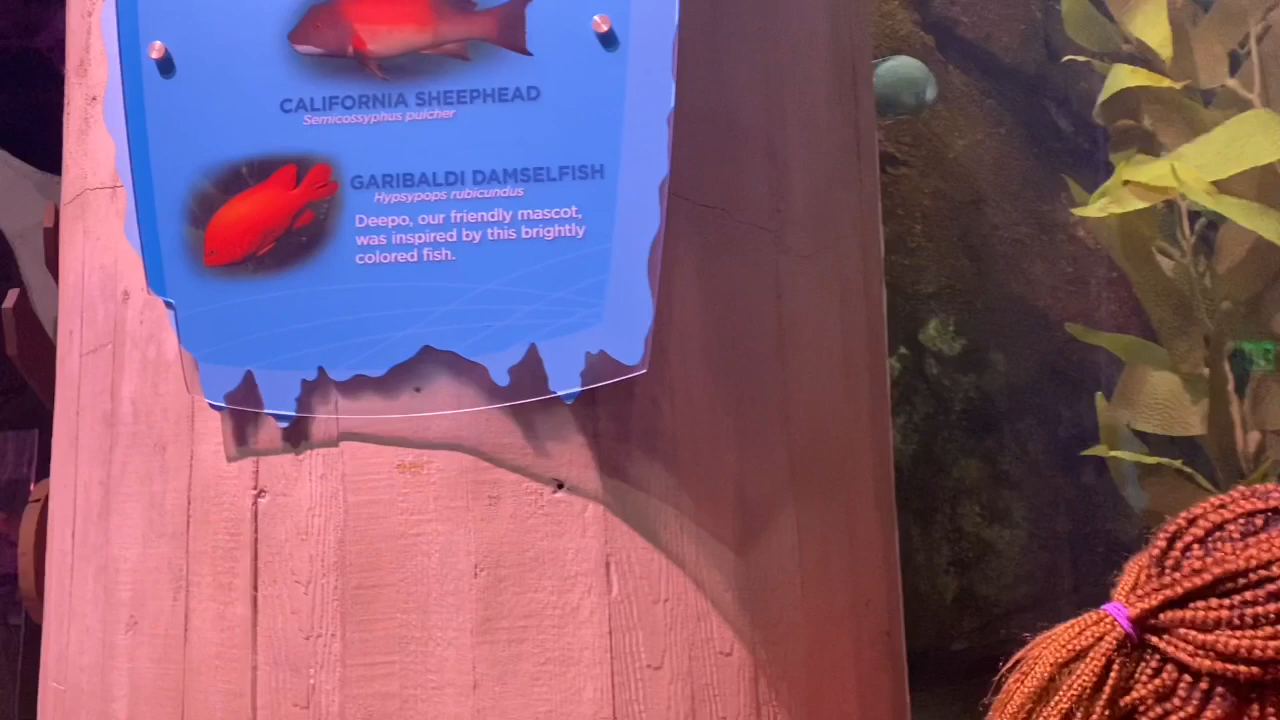 CALIFORNIA SHEEPHEAD
Semicossyphus pulcher
GARIBALDI DAMSELFISH
Hypsypops rubicundus
Deepo, our friendly mascot,
was inspired by this brightly
colored fish.